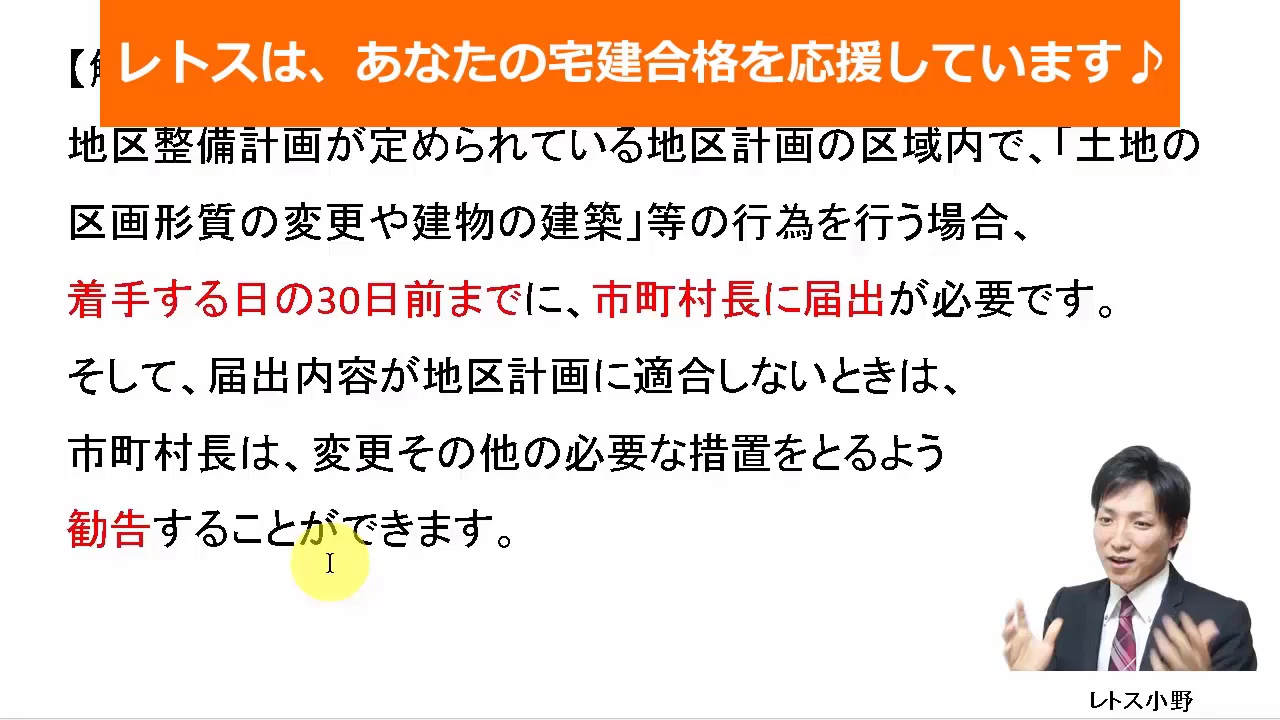 レトスは、あなたの宅建合格を応援しています♪
【
地区整備計画が定められている地区計画の区域内で、「土地の
区画形質の変更や建物の建築」等の行為を行う場合、
着手する日の30日前までに、市町村長に届出が必要です。
そして、届出内容が地区計画に適合しないときは、
市町村長は、変更その他の必要な措置をとるよう
勧告することができます。
レトス小野